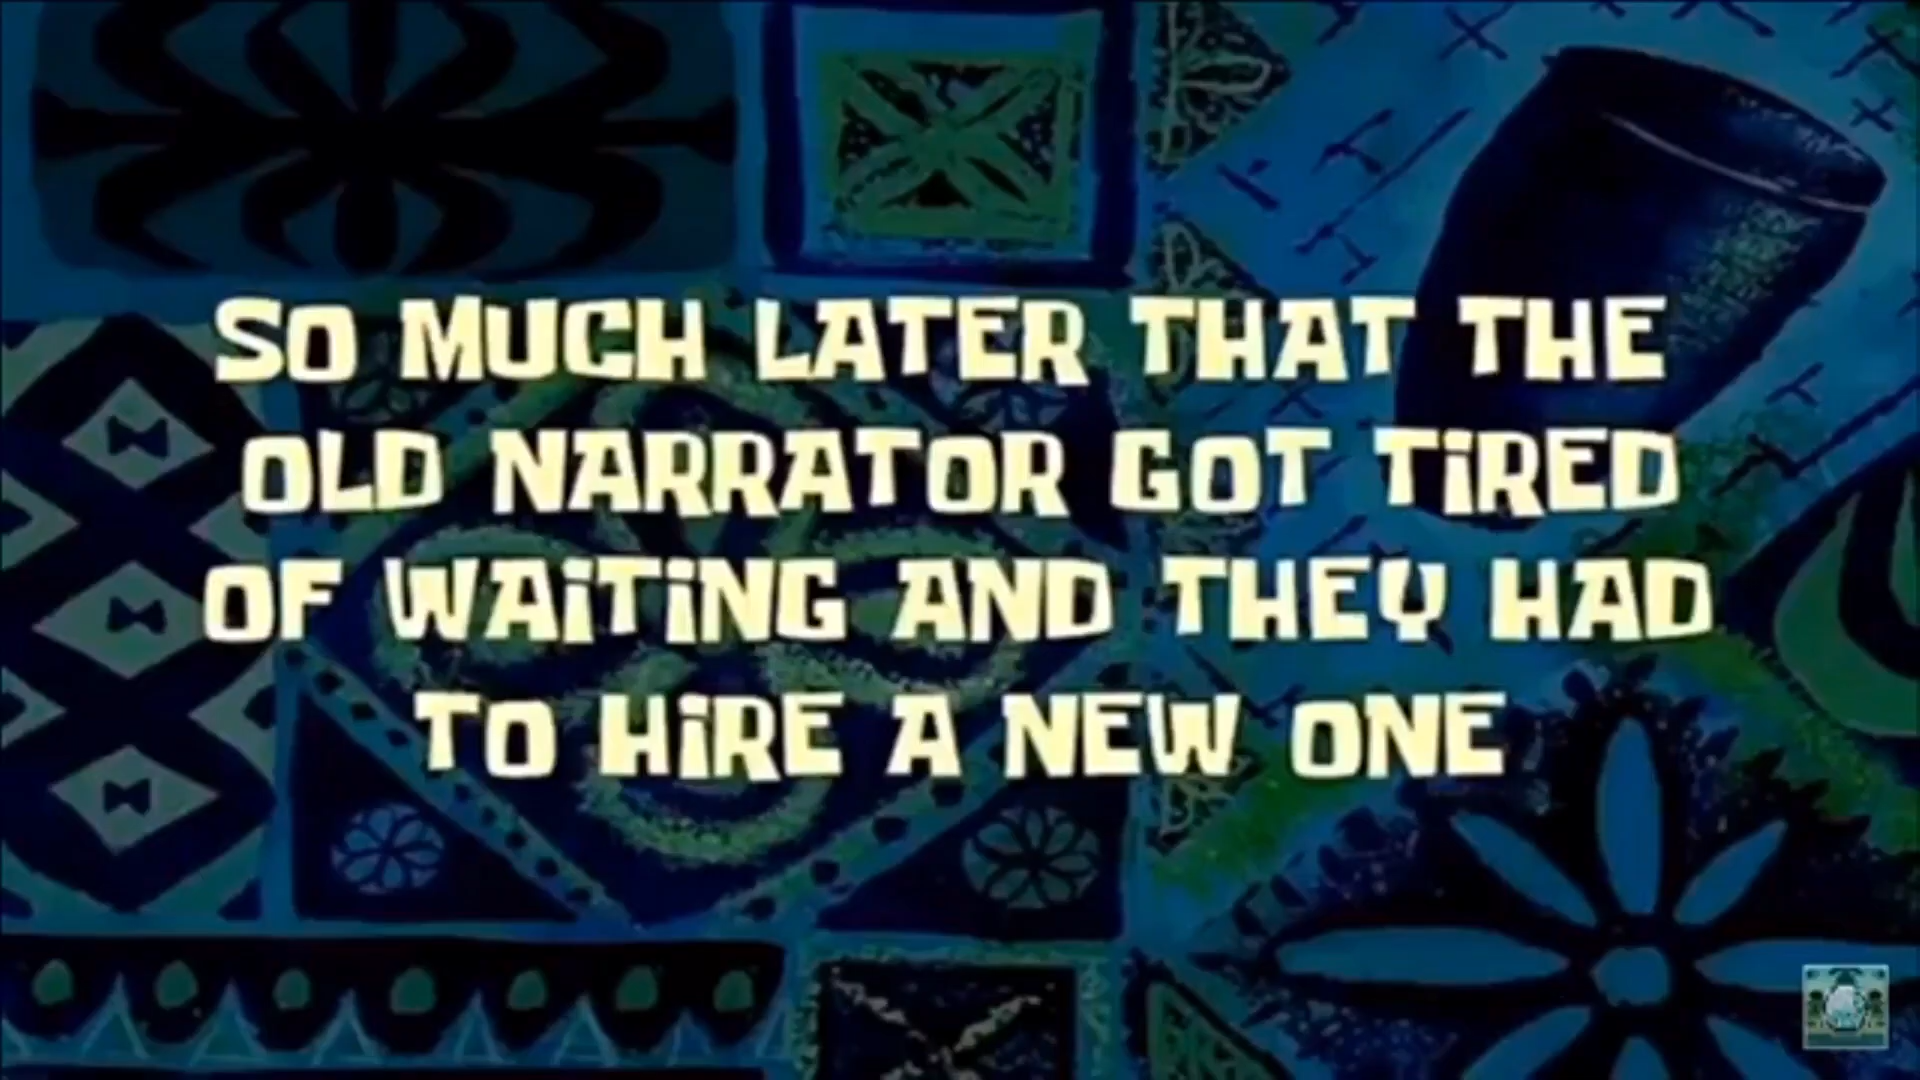 SO MUCH LATER THAT THE
OLD NARRATOR GOT TiRED
OF WAiTiNG AND THEY HAD
TO HiRE A NEW ONE